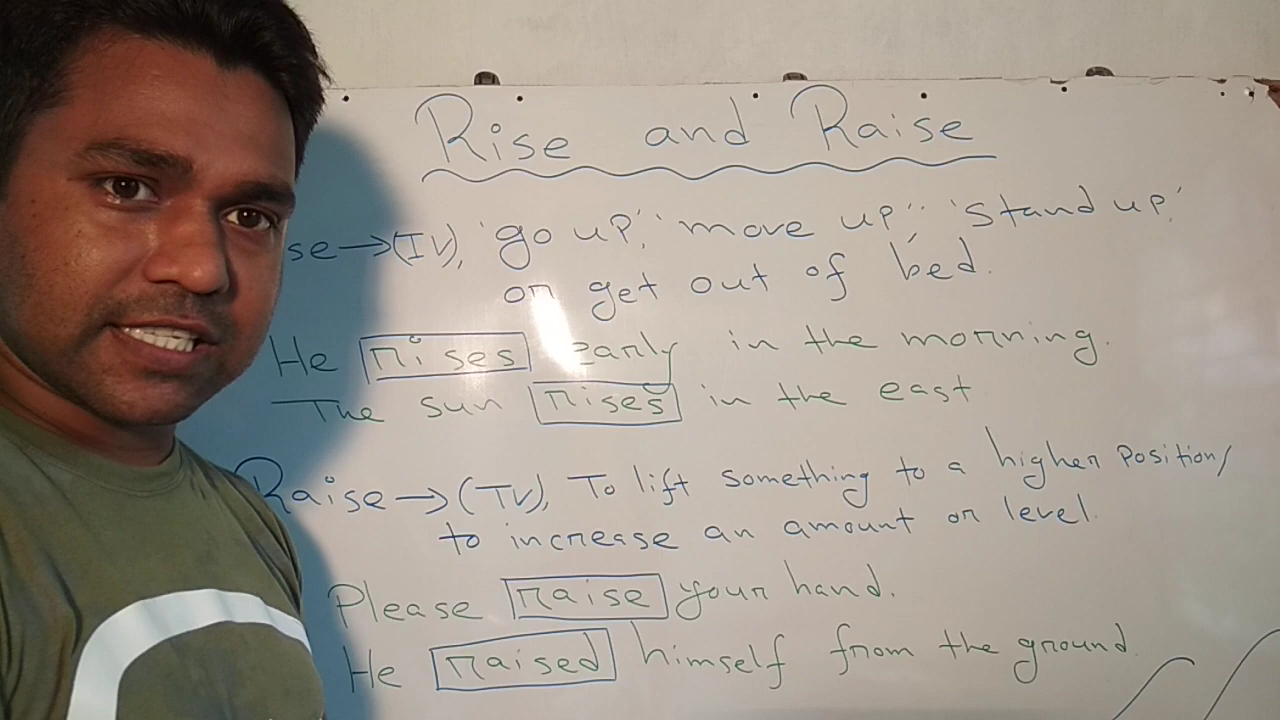 Rise and Raise
se→(IV), 'go up', 'move up', 'stand up',
or get out of bed.
He rises early in the morning.
The sun rises in the east
Raise→(TV), To lift something to a higher position/
to increase an amount or level.
Please raise your hand.
He raised himself from the ground.